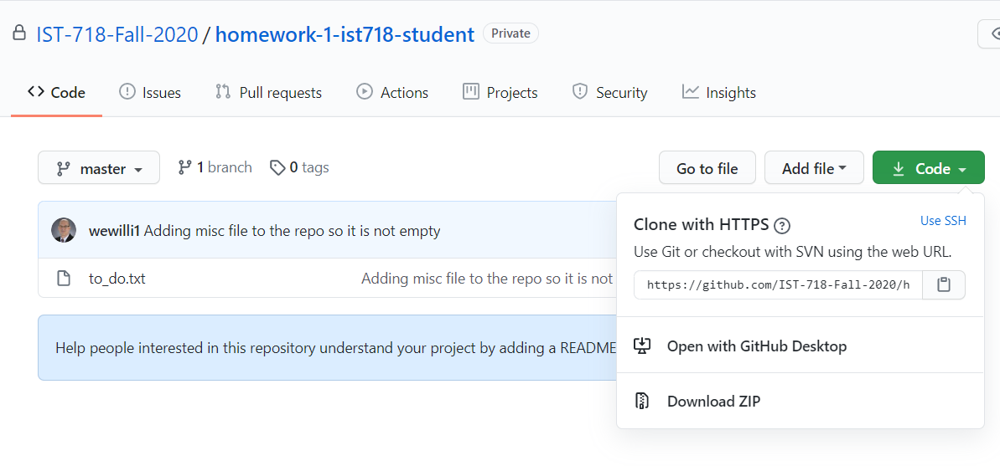 IST-718-Fall-2020 / homework-1-ist718-student Private
Code Issues Pull requests Actions Projects Security Insights
master 1 branch 0 tags Go to file Add file Code
wewilli1 Adding misc file to the repo so it is not empty
to_do.txt Adding misc file to the repo so it is not
Help people interested in this repository understand your project by adding a README
Clone with HTTPS Use SSH
Use Git or checkout with SVN using the web URL.
https://github.com/IST-718-Fall-2020/h
Open with GitHub Desktop
Download ZIP